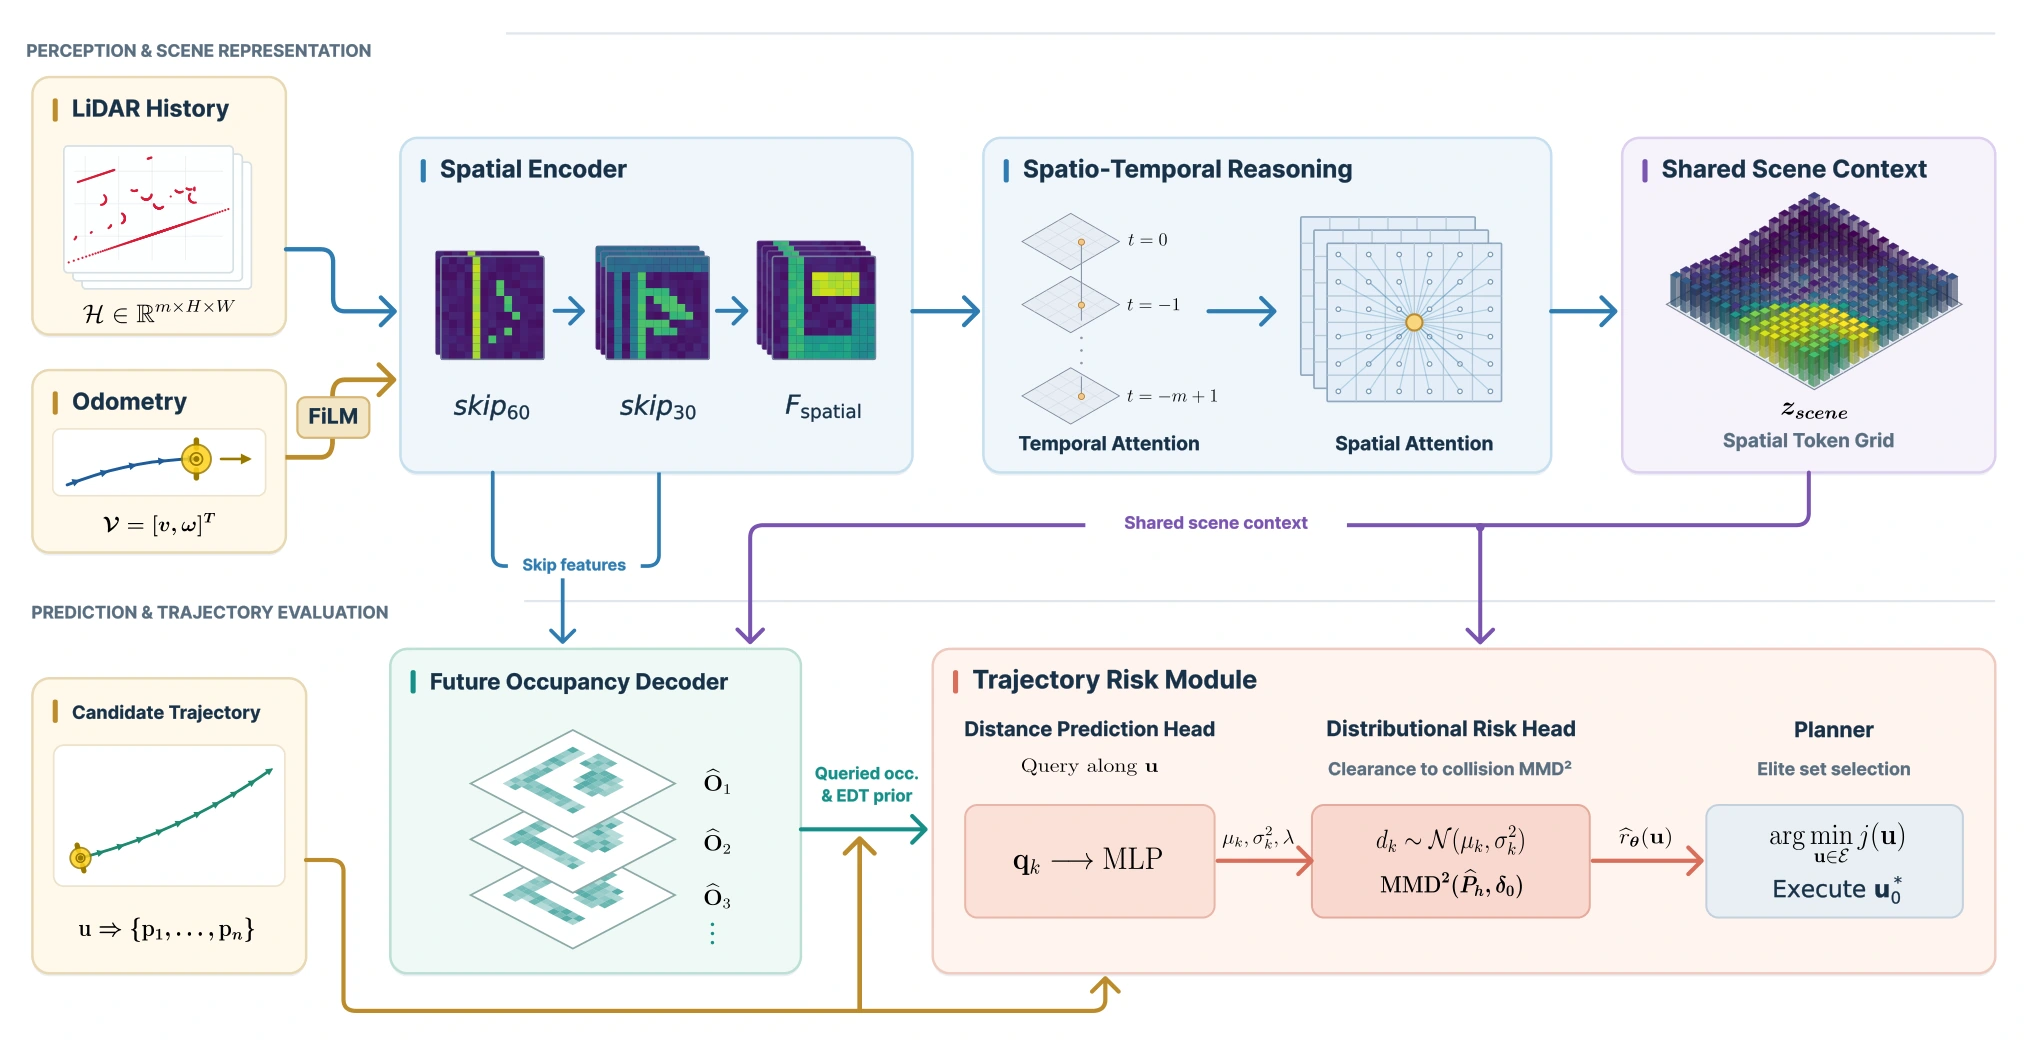 PERCEPTION & SCENE REPRESENTATION
LiDAR History
ℋ ∈ ℝ^{m×H×W}
Odometry
𝒱 = [v, ω]^T
FiLM
Spatial Encoder
skip₆₀
skip₃₀
F_spatial
Spatio-Temporal Reasoning
t = 0
t = −1
t = −m + 1
Temporal Attention
Spatial Attention
Shared Scene Context
z_scene
Spatial Token Grid
Skip features
Shared scene context
PREDICTION & TRAJECTORY EVALUATION
Candidate Trajectory
u ⇒ {p₁, …, pₙ}
Future Occupancy Decoder
Ô₁
Ô₂
Ô₃
⋮
Queried occ.
& EDT prior
Trajectory Risk Module
Distance Prediction Head
Query along u
q_k ⟶ MLP
μ_k, σ_k^2, λ
Distributional Risk Head
Clearance to collision MMD²
d_k ∼ 𝒩(μ_k, σ_k^2)
MMD²(P̂_h, δ₀)
r̂_θ(u)
Planner
Elite set selection
arg min j(u)
u∈ℰ
Execute u₀^*